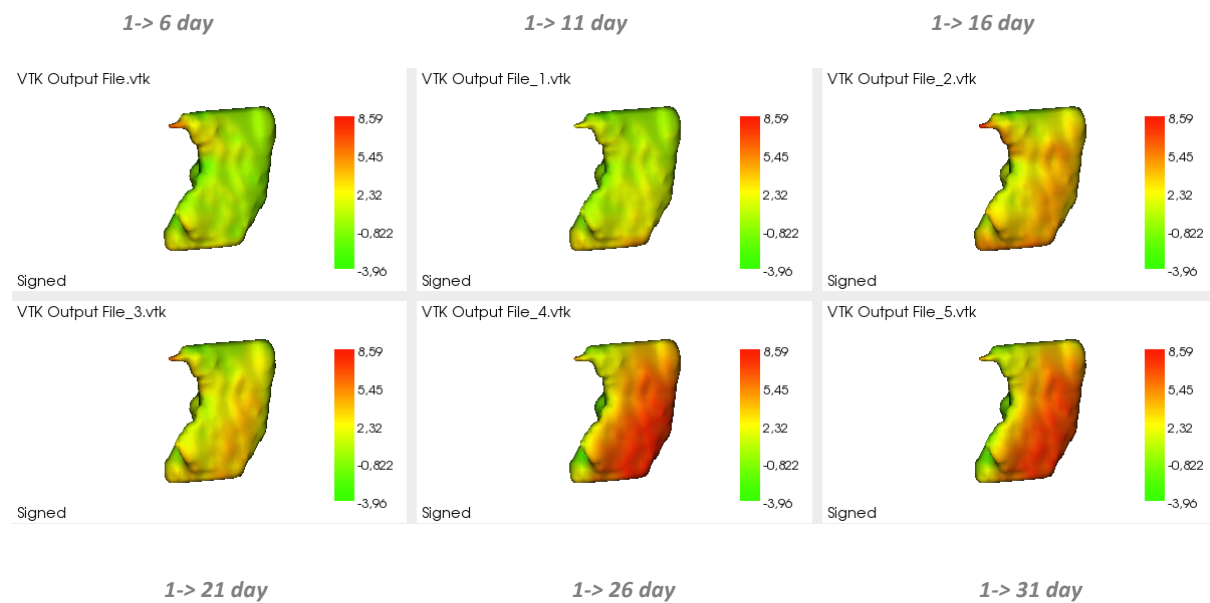 1-> 6 day
1-> 11 day
1-> 16 day
VTK Output File.vtk
8,59
5,45
2,32
-0,822
-3,96
Signed
VTK Output File_1.vtk
8,59
5,45
2,32
-0,822
-3,96
Signed
VTK Output File_2.vtk
8,59
5,45
2,32
-0,822
-3,96
Signed
VTK Output File_3.vtk
8,59
5,45
2,32
-0,822
-3,96
Signed
VTK Output File_4.vtk
8,59
5,45
2,32
-0,822
-3,96
Signed
VTK Output File_5.vtk
8,59
5,45
2,32
-0,822
-3,96
Signed
1-> 21 day
1-> 26 day
1-> 31 day